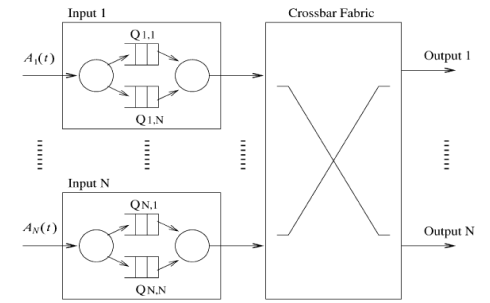 Input 1
Crossbar Fabric
Q1,1
A1(t)
Output 1
Q1,N
Input N
QN,1
AN(t)
Output N
QN,N